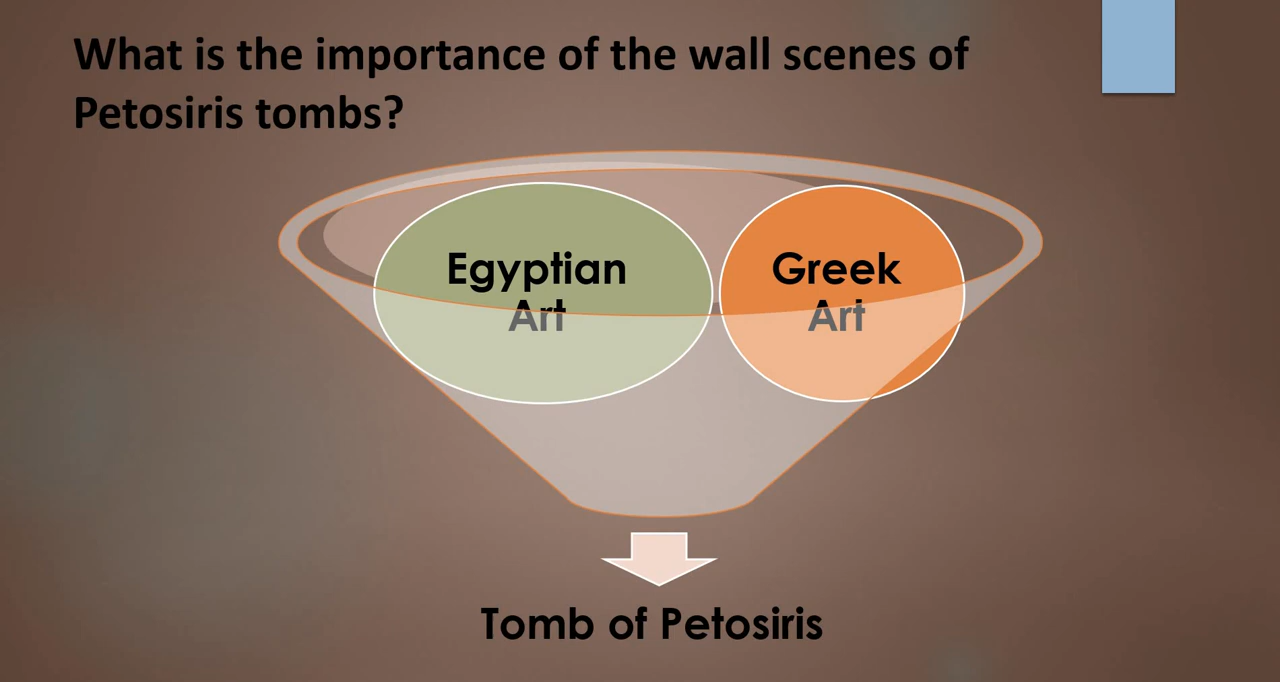 What is the importance of the wall scenes of
Petosiris tombs?
Egyptian
Art
Greek
Art
Tomb of Petosiris